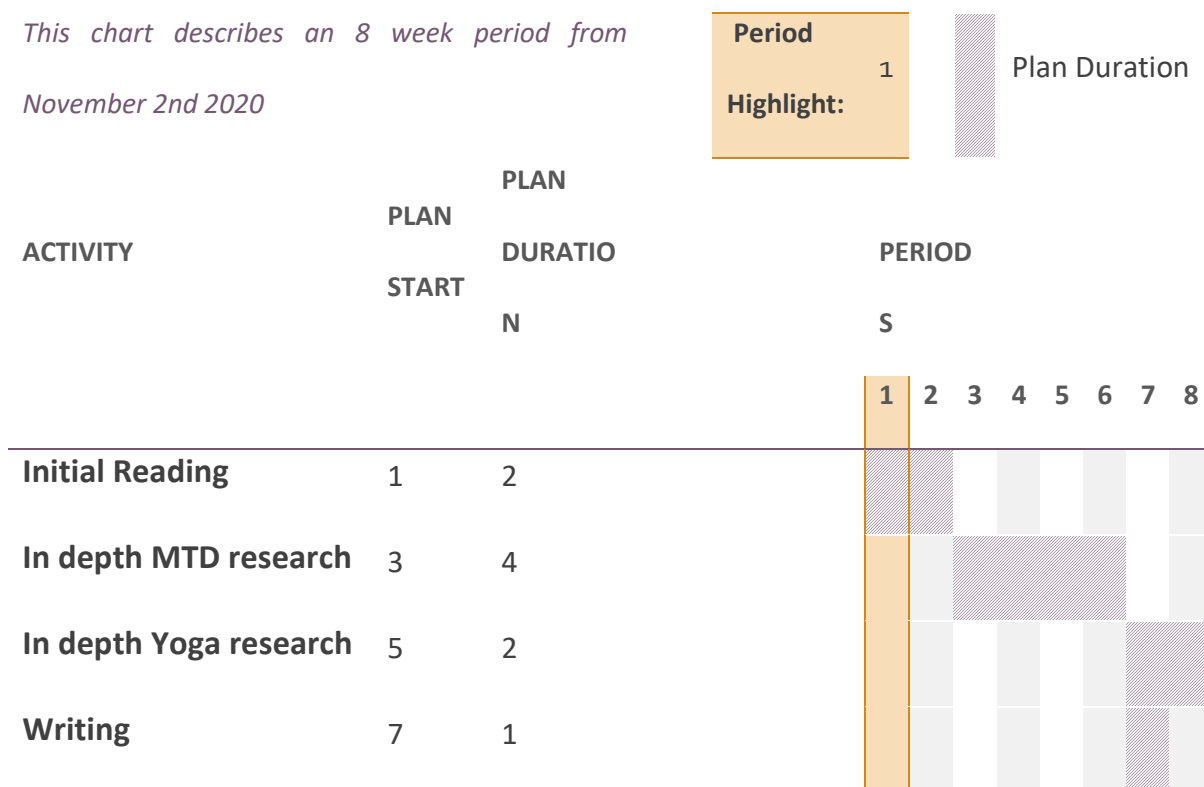 This chart describes an 8 week period from
November 2nd 2020
Period
Highlight:
1
Plan Duration
ACTIVITY
PLAN
START
PLAN
DURATIO
N
PERIOD
S
1 2 3 4 5 6 7 8
Initial Reading 1 2
In depth MTD research 3 4
In depth Yoga research 5 2
Writing 7 1